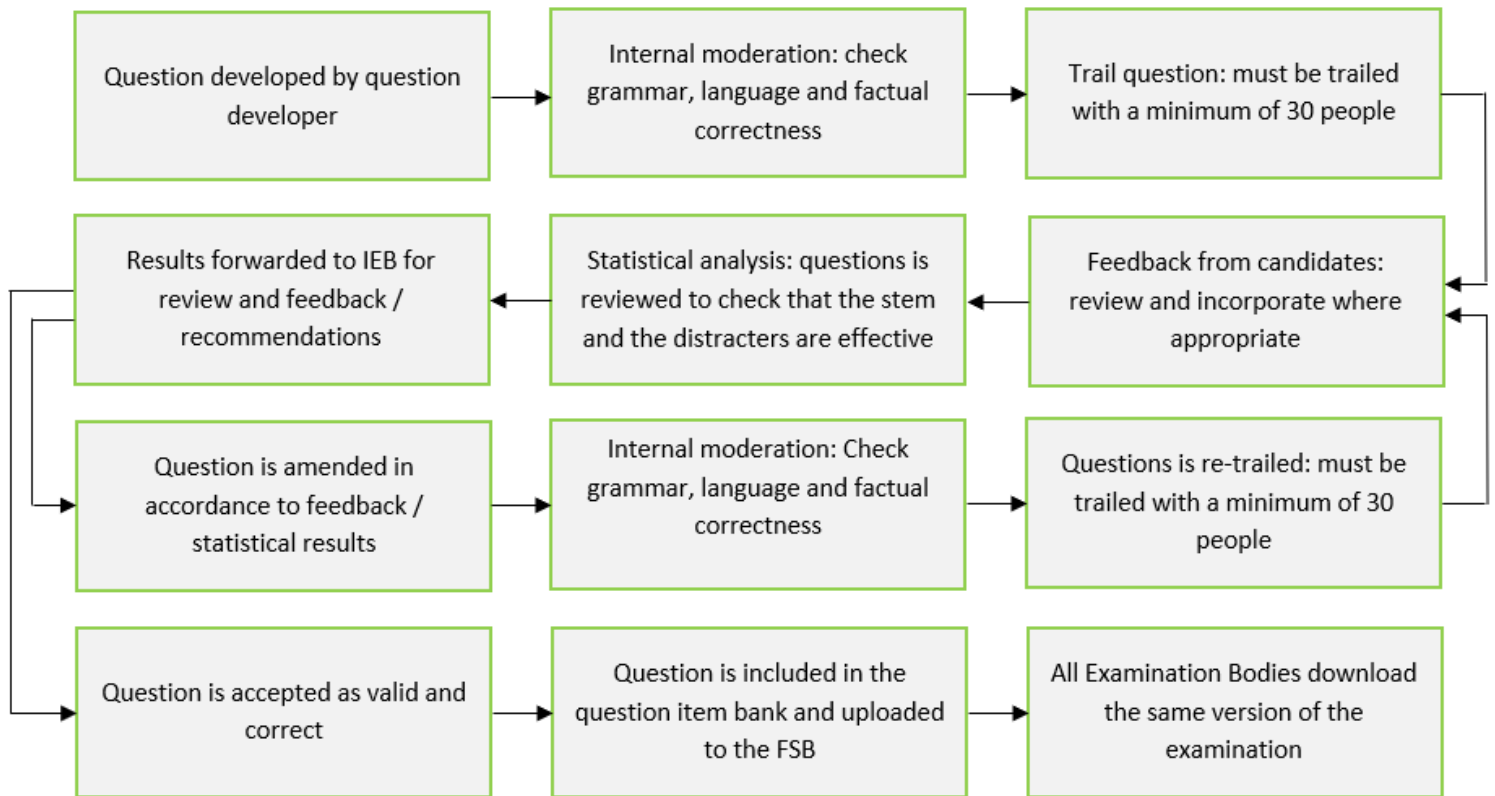 Question developed by question
developer
Internal moderation: check
grammar, language and factual
correctness
Trail question: must be trailed
with a minimum of 30 people
Results forwarded to IEB for
review and feedback /
recommendations
Statistical analysis: questions is
reviewed to check that the stem
and the distracters are effective
Feedback from candidates:
review and incorporate where
appropriate
Question is amended in
accordance to feedback /
statistical results
Internal moderation: Check
grammar, language and factual
correctness
Questions is re-trailed: must be
trailed with a minimum of 30
people
Question is accepted as valid and
correct
Question is included in the
question item bank and uploaded
to the FSB
All Examination Bodies download
the same version of the
examination